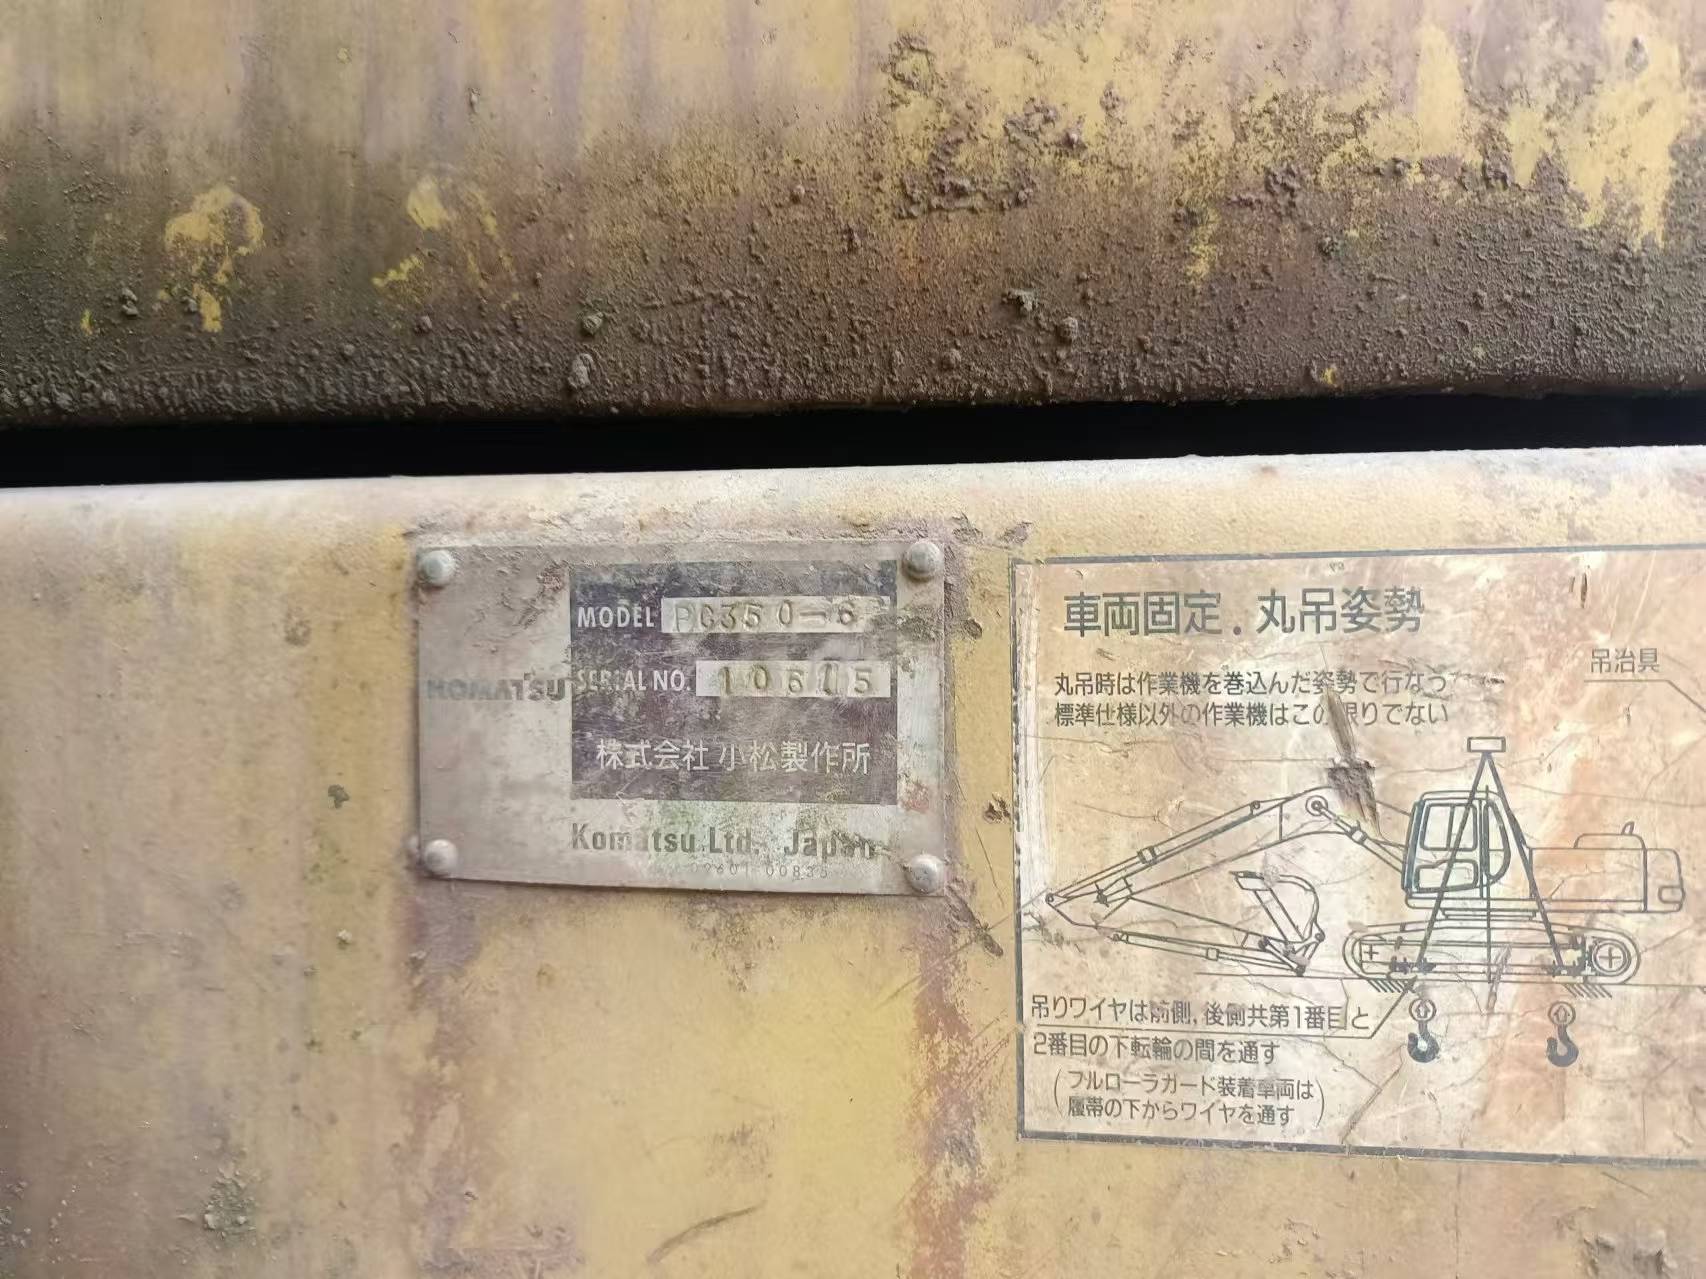 MODEL PC350-6
KOMATSU
SERIAL NO. 10615
株式会社 小松製作所
Komatsu Ltd. Japan
09601-00835
車両固定.丸吊姿勢
吊治具
丸吊時は作業機を巻込んだ姿勢で行なう
標準仕様以外の作業機はこの限りでない
吊りワイヤは前側,後側共第1番目と
2番目の下転輪の間を通す
(フルローラガード装着車両は
履帯の下からワイヤを通す)